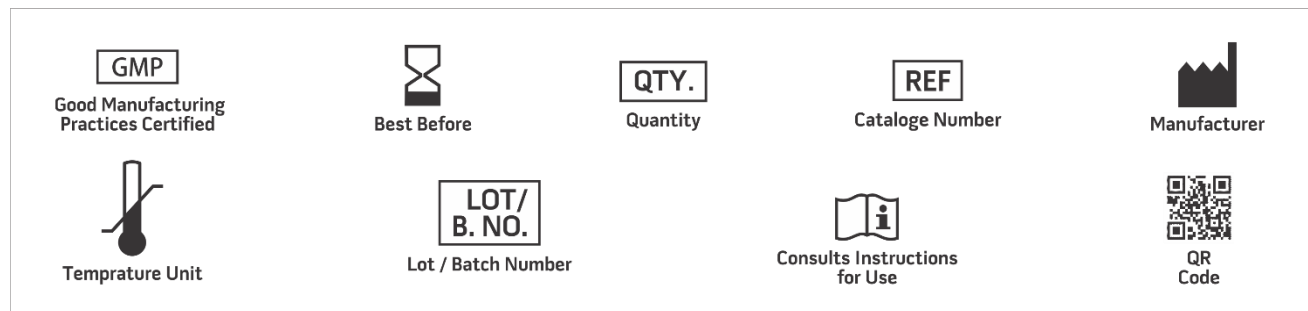 GMP
Good Manufacturing
Practices Certified
Best Before
QTY.
Quantity
REF
Cataloge Number
Manufacturer
Temprature Unit
LOT/
B. NO.
Lot / Batch Number
i
Consults Instructions
for Use
QR
Code